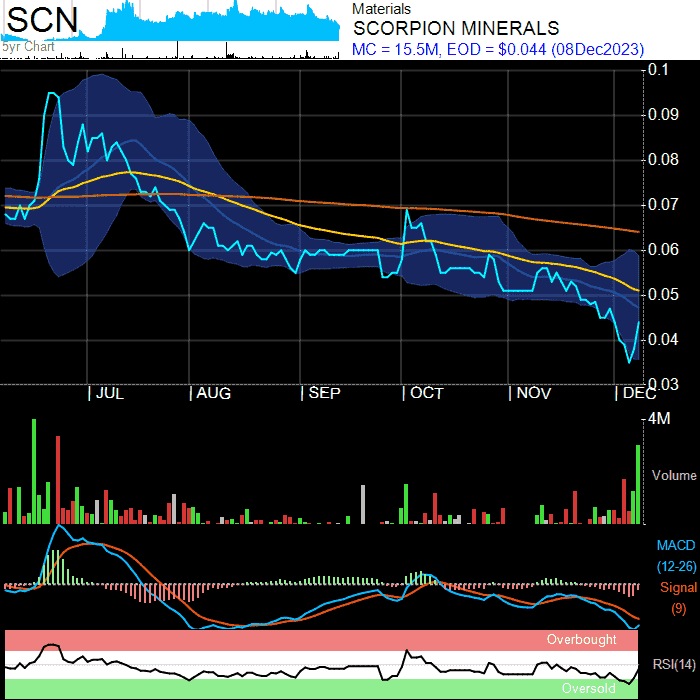 SCN
5yr Chart
Materials
SCORPION MINERALS
MC = 15.5M, EOD = $0.044 (08Dec2023)
0.1
0.09
0.08
0.07
0.06
0.05
0.04
0.03
JUL AUG SEP OCT NOV DEC
4M
Volume
MACD
(12-26)
Signal
(9)
Overbought
RSI(14)
Oversold